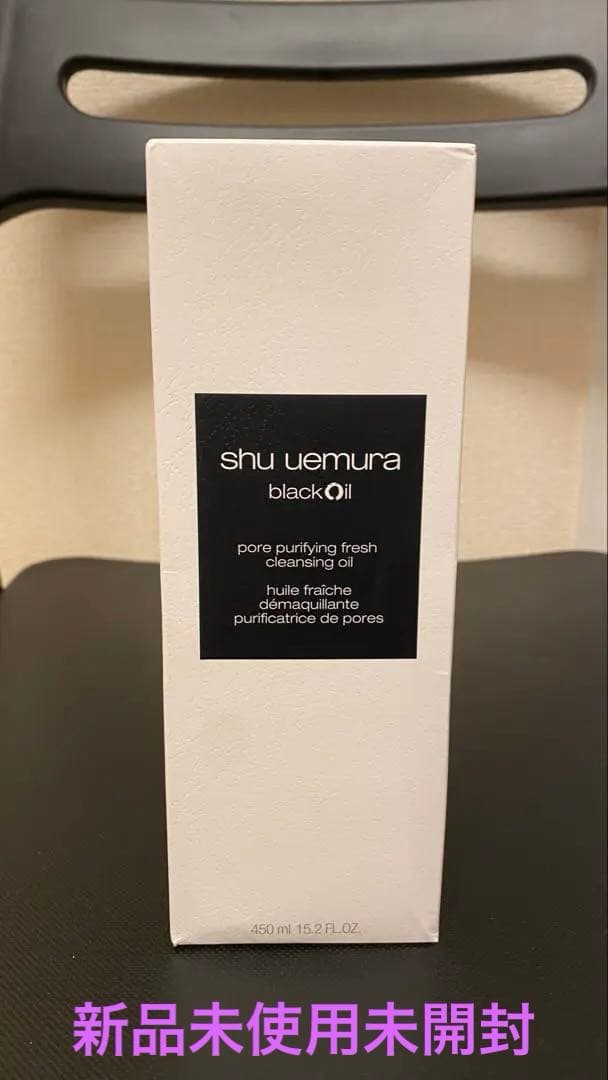 shu uemura
blackOil
pore purifying fresh
cleansing oil
huile fraîche
démaquillante
purificatrice de pores
450 ml 15.2 FL.OZ.
新品未使用未開封